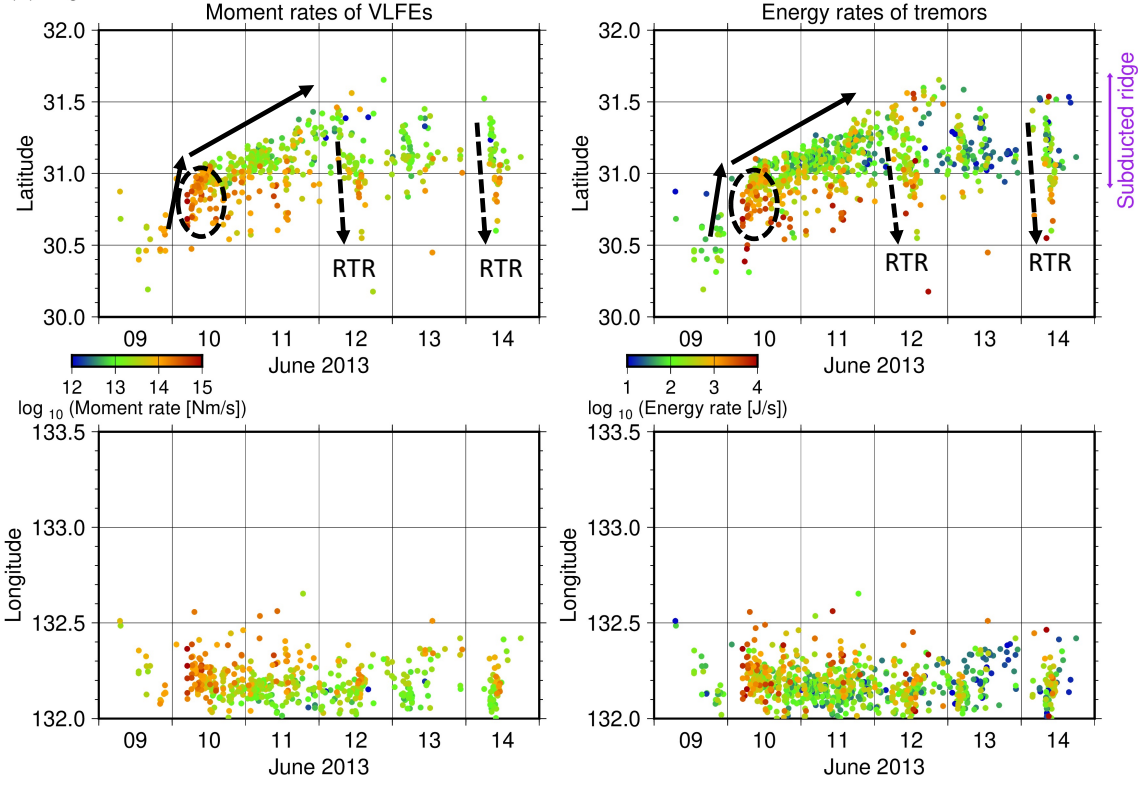 Moment rates of VLFEs
Energy rates of tremors
32.0
31.5
31.0
30.5
30.0
Latitude
RTR
RTR
09 10 11 12 13 14
June 2013
12 13 14 15
log 10 (Moment rate [Nm/s])
32.0
31.5
31.0
30.5
30.0
Latitude
RTR
RTR
Subducted ridge
09 10 11 12 13 14
June 2013
1 2 3 4
log 10 (Energy rate [J/s])
133.5
133.0
132.5
132.0
Longitude
09 10 11 12 13 14
June 2013
133.5
133.0
132.5
132.0
Longitude
09 10 11 12 13 14
June 2013